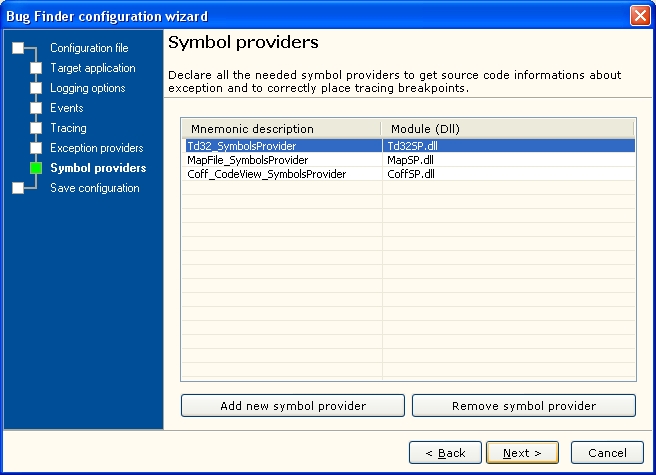 Bug Finder configuration wizard
Configuration file
Target application
Logging options
Events
Tracing
Exception providers
Symbol providers
Save configuration
Symbol providers
Declare all the needed symbol providers to get source code informations about
exception and to correctly place tracing breakpoints.
Mnemonic description Module (Dll)
Td32_SymbolsProvider Td32SP.dll
MapFile_SymbolsProvider MapSP.dll
Coff_CodeView_SymbolsProvider CoffSP.dll
Add new symbol provider Remove symbol provider
< Back Next > Cancel